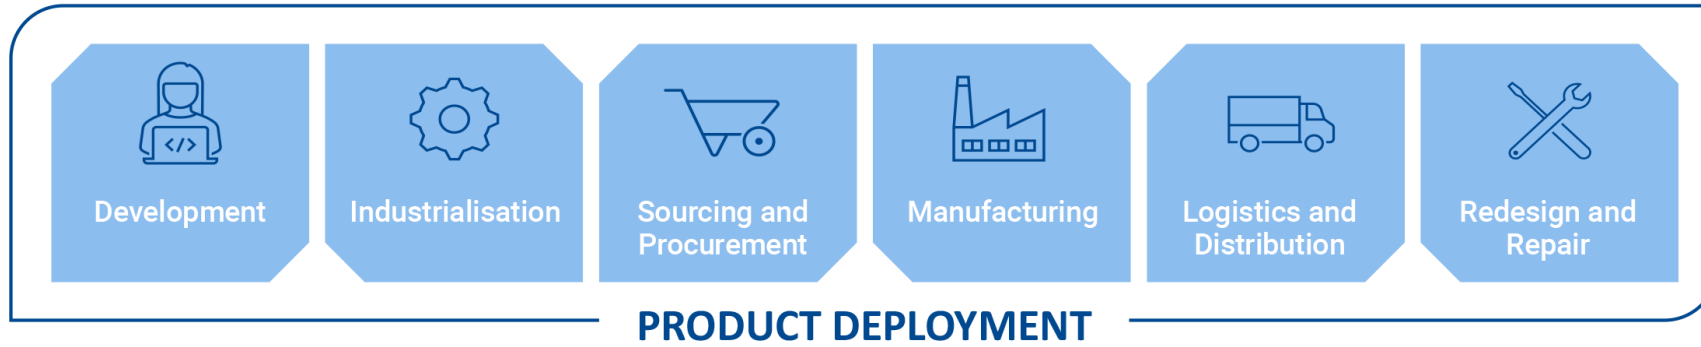 </>
Development
Industrialisation
Sourcing and
Procurement
Manufacturing
Logistics and
Distribution
Redesign and
Repair
PRODUCT DEPLOYMENT